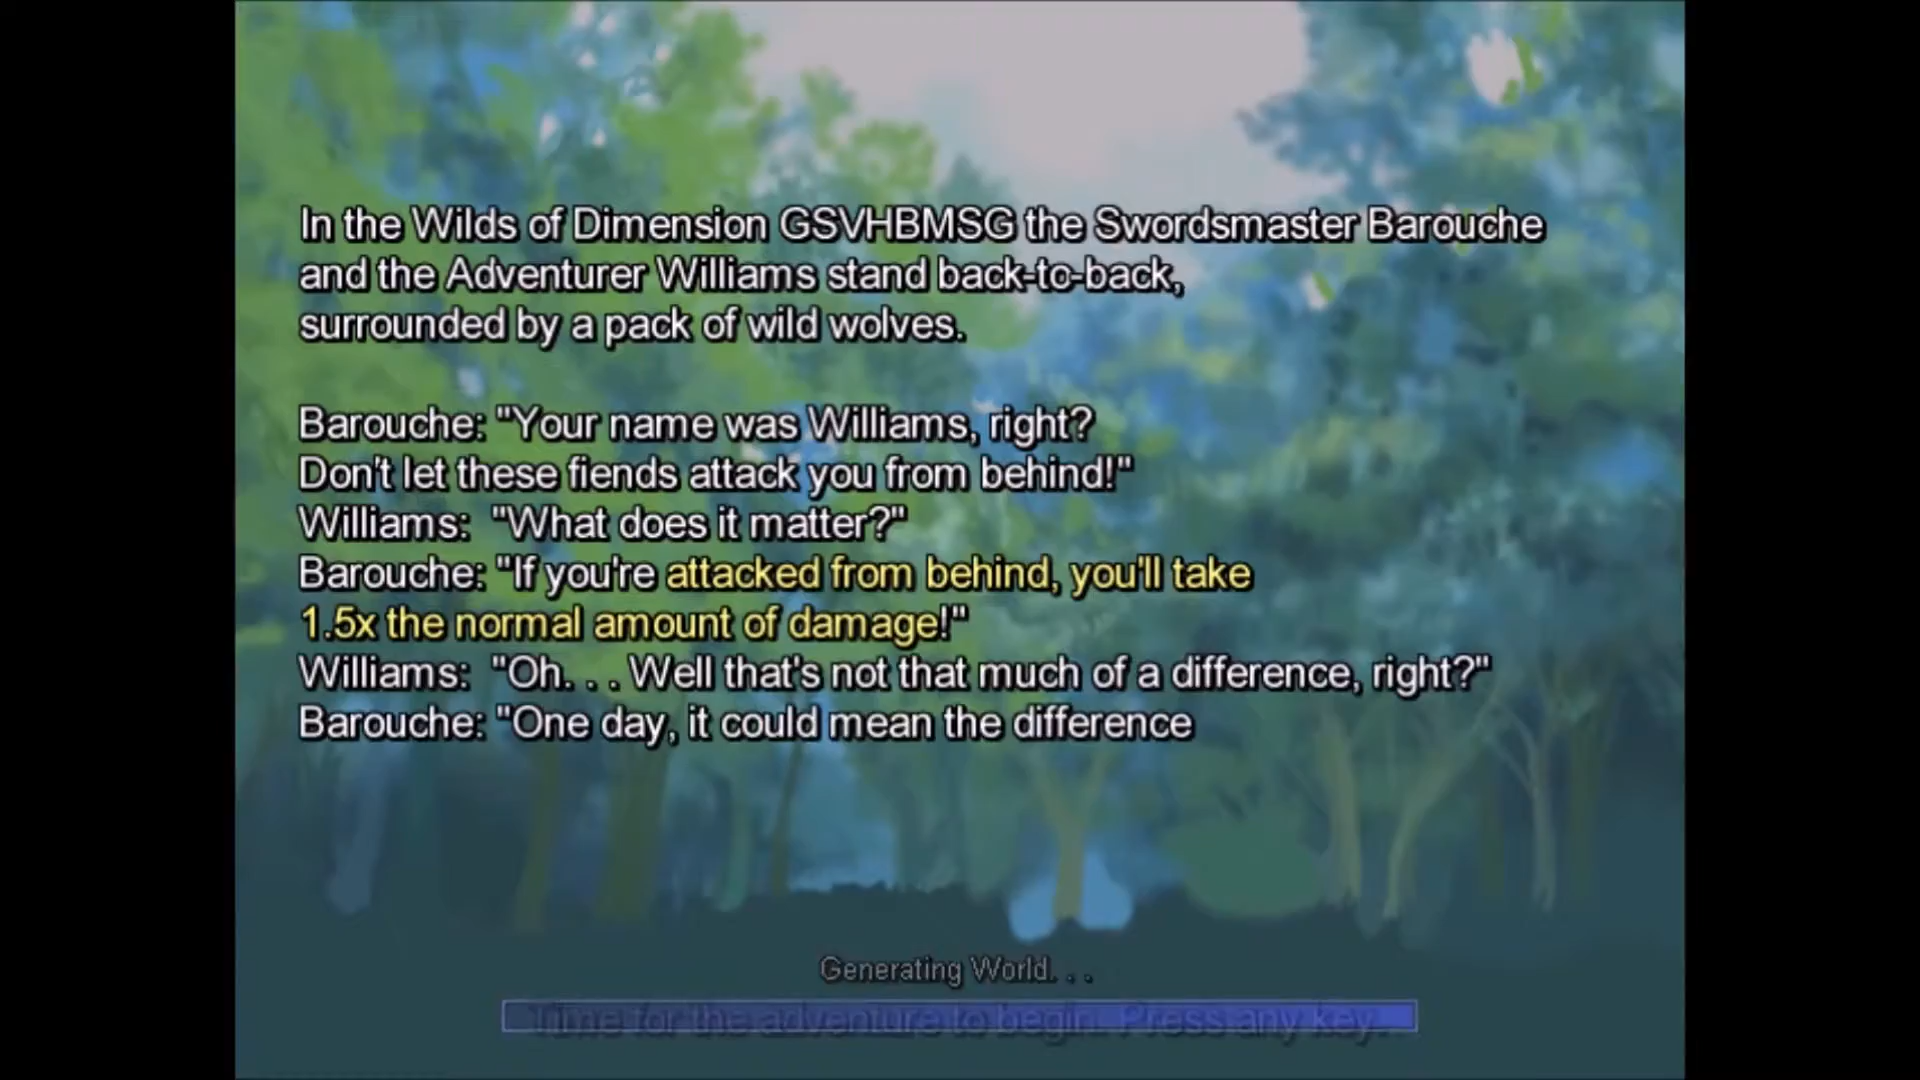 In the Wilds of Dimension GSVHBMSG the Swordsmaster Barouche
and the Adventurer Williams stand back-to-back,
surrounded by a pack of wild wolves.
Barouche: "Your name was Williams, right?
Don't let these fiends attack you from behind!"
Williams: "What does it matter?"
Barouche: "If you're attacked from behind, you'll take
1.5x the normal amount of damage!"
Williams: "Oh. . . Well that's not that much of a difference, right?"
Barouche: "One day, it could mean the difference
Generating World. . .
Time for the adventure to begin. Press any key.